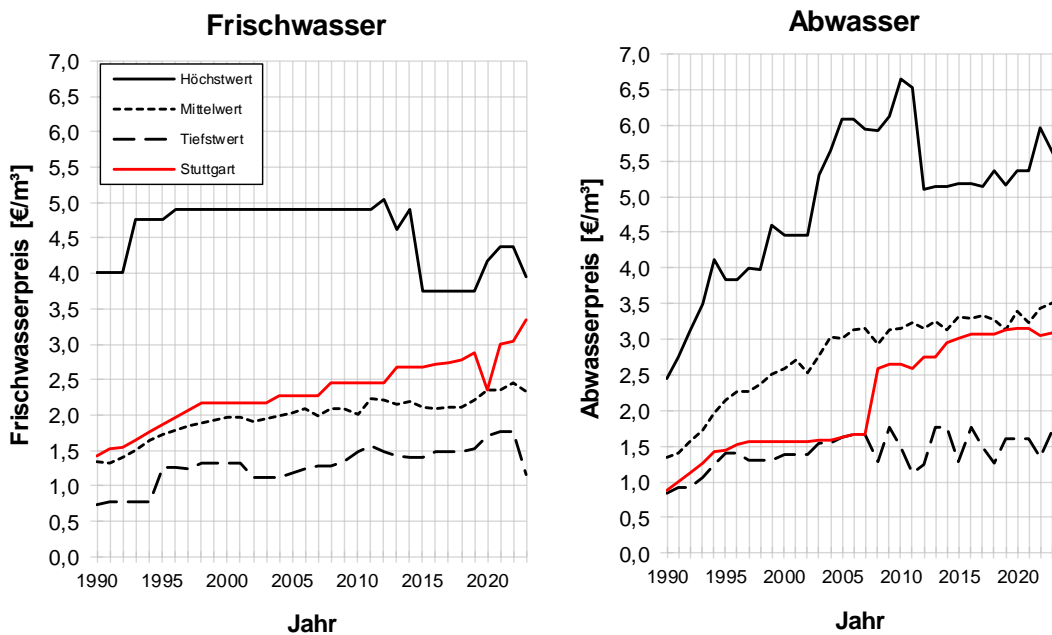 Frischwasser
Frischwasserpreis [€/m³]
7,0
6,5
6,0
5,5
5,0
4,5
4,0
3,5
3,0
2,5
2,0
1,5
1,0
0,5
0,0
Höchstwert
Mittelwert
Tiefstwert
Stuttgart
1990 1995 2000 2005 2010 2015 2020
Jahr
Abwasser
Abwasserpreis [€/m³]
7,0
6,5
6,0
5,5
5,0
4,5
4,0
3,5
3,0
2,5
2,0
1,5
1,0
0,5
0,0
1990 1995 2000 2005 2010 2015 2020
Jahr